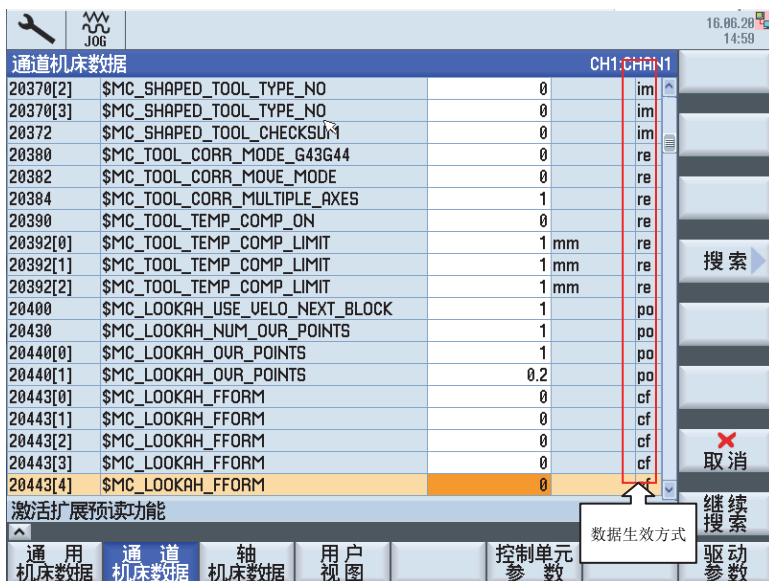 16.06.20
JOG
14:59
通道机床数据 CH1:CHAN1
20370[2] $MC_SHAPED_TOOL_TYPE_NO 0 im
20370[3] $MC_SHAPED_TOOL_TYPE_NO 0 im
20372 $MC_SHAPED_TOOL_CHECKSUM 0 im
20380 $MC_TOOL_CORR_MODE_G43G44 0 re
20382 $MC_TOOL_CORR_MOVE_MODE 0 re
20384 $MC_TOOL_CORR_MULTIPLE_AXES 1 re
20390 $MC_TOOL_TEMP_COMP_ON 0 re
20392[0] $MC_TOOL_TEMP_COMP_LIMIT 1 mm re
20392[1] $MC_TOOL_TEMP_COMP_LIMIT 1 mm re
搜索
20392[2] $MC_TOOL_TEMP_COMP_LIMIT 1 mm re
20400 $MC_LOOKAH_USE_VELO_NEXT_BLOCK 1 po
20430 $MC_LOOKAH_NUM_OVR_POINTS 1 po
20440[0] $MC_LOOKAH_OVR_POINTS 1 po
20440[1] $MC_LOOKAH_OVR_POINTS 0.2 po
20443[0] $MC_LOOKAH_FFORM 0 cf
20443[1] $MC_LOOKAH_FFORM 0 cf
20443[2] $MC_LOOKAH_FFORM 0 cf
20443[3] $MC_LOOKAH_FFORM 0 cf
取消
20443[4] $MC_LOOKAH_FFORM 0 cf
激活扩展预读功能
继续
搜索
数据生效方式
通用
机床数据
通道
机床数据
轴
机床数据
用户
视图
控制单元
参数
驱动
参数